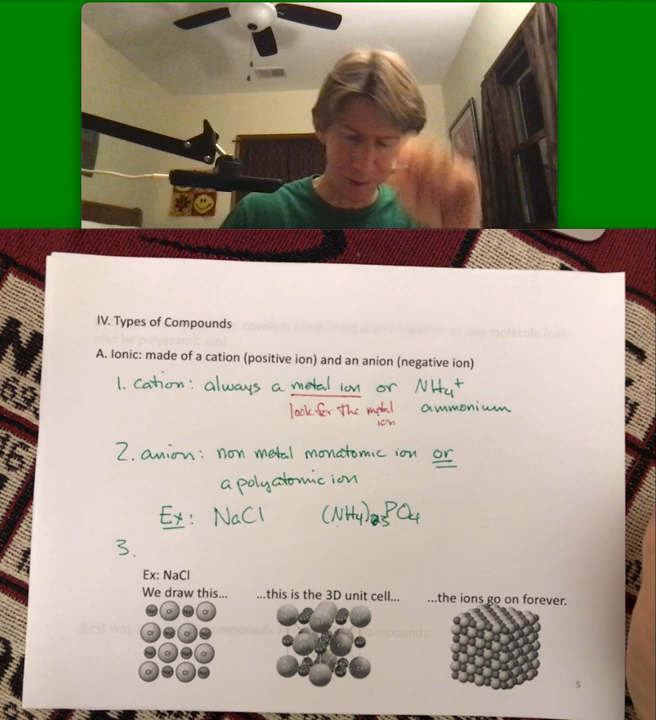 IV. Types of Compounds
A. Ionic: made of a cation (positive ion) and an anion (negative ion)
1. cation: always a metal ion or NH4+
look for the metal ion ammonium
2. anion: non metal monatomic ion or
a polyatomic ion
Ex: NaCl (NH4)3PO4
3.
Ex: NaCl
We draw this... ...this is the 3D unit cell... ...the ions go on forever.
5